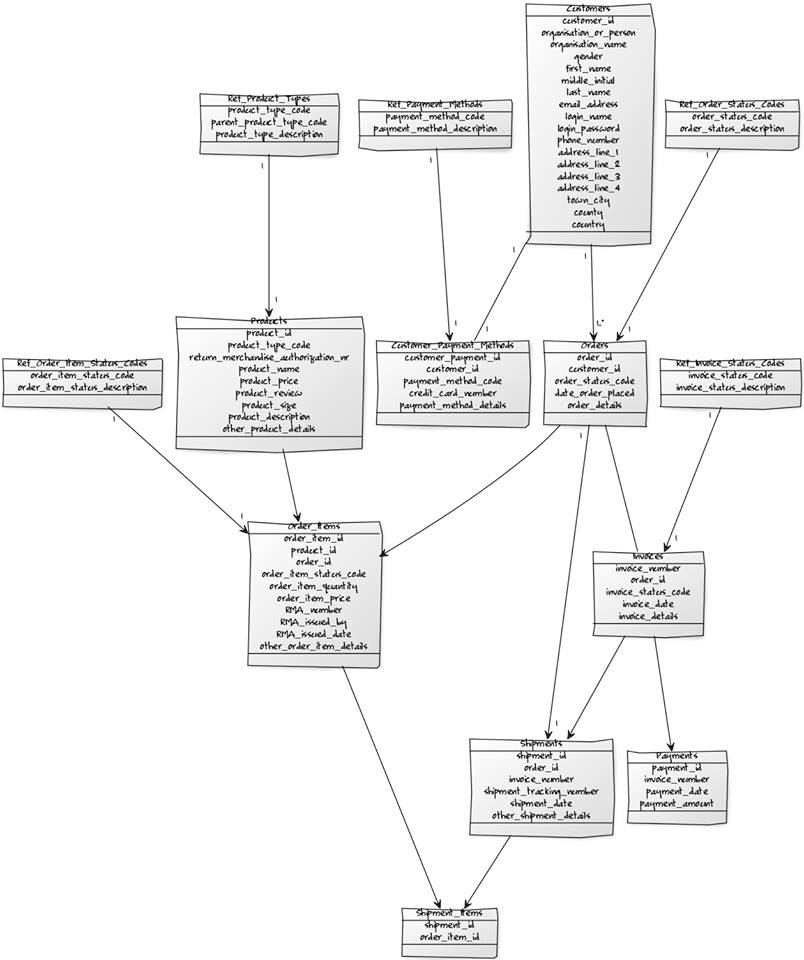 Customers
customer_id
organisation_or_person
organisation_name
gender
first_name
middle_initial
last_name
email_address
login_name
login_password
phone_number
address_line_1
address_line_2
address_line_3
address_line_4
town_city
county
country
Ref_Product_Types
product_type_code
parent_product_type_code
product_type_description
Ref_Payment_Methods
payment_method_code
payment_method_description
Ref_Order_Status_Codes
order_status_code
order_status_description
1
1
1
1
1
1
1
1
1..*
1
Products
product_id
product_type_code
return_merchandise_authorization_nr
product_name
product_price
product_review
product_size
product_description
other_product_details
Customer_Payment_Methods
customer_payment_id
customer_id
payment_method_code
credit_card_number
payment_method_details
Orders
order_id
customer_id
order_status_code
date_order_placed
order_details
Ref_Order_Item_Status_Codes
order_item_status_code
order_item_status_description
Ref_Invoice_Status_Codes
invoice_status_code
invoice_status_description
1
1
1
1
1
Order_Items
order_item_id
product_id
order_id
order_item_status_code
order_item_quantity
order_item_price
RMA_number
RMA_issued_by
RMA_issued_date
other_order_item_details
Invoices
invoice_number
order_id
invoice_status_code
invoice_date
invoice_details
1
Shipments
shipment_id
order_id
invoice_number
shipment_tracking_number
shipment_date
other_shipment_details
Payments
payment_id
invoice_number
payment_date
payment_amount
Shipment_Items
shipment_id
order_item_id